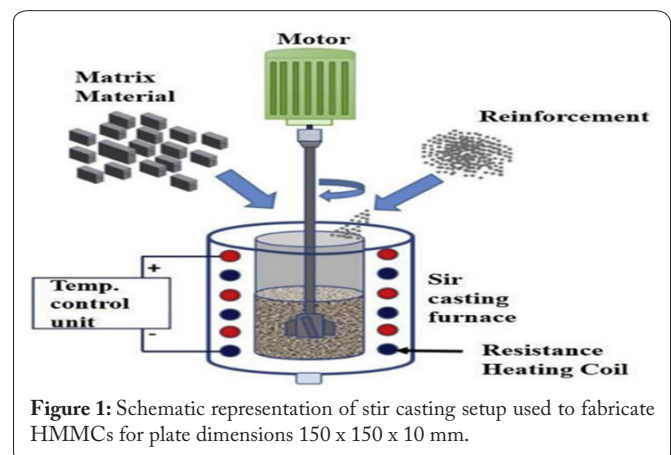 Motor
Matrix
Material
Reinforcement
+
Temp.
control
unit
-
Sir
casting
furnace
Resistance
Heating Coil
Figure 1: Schematic representation of stir casting setup used to fabricate
HMMCs for plate dimensions 150 x 150 x 10 mm.